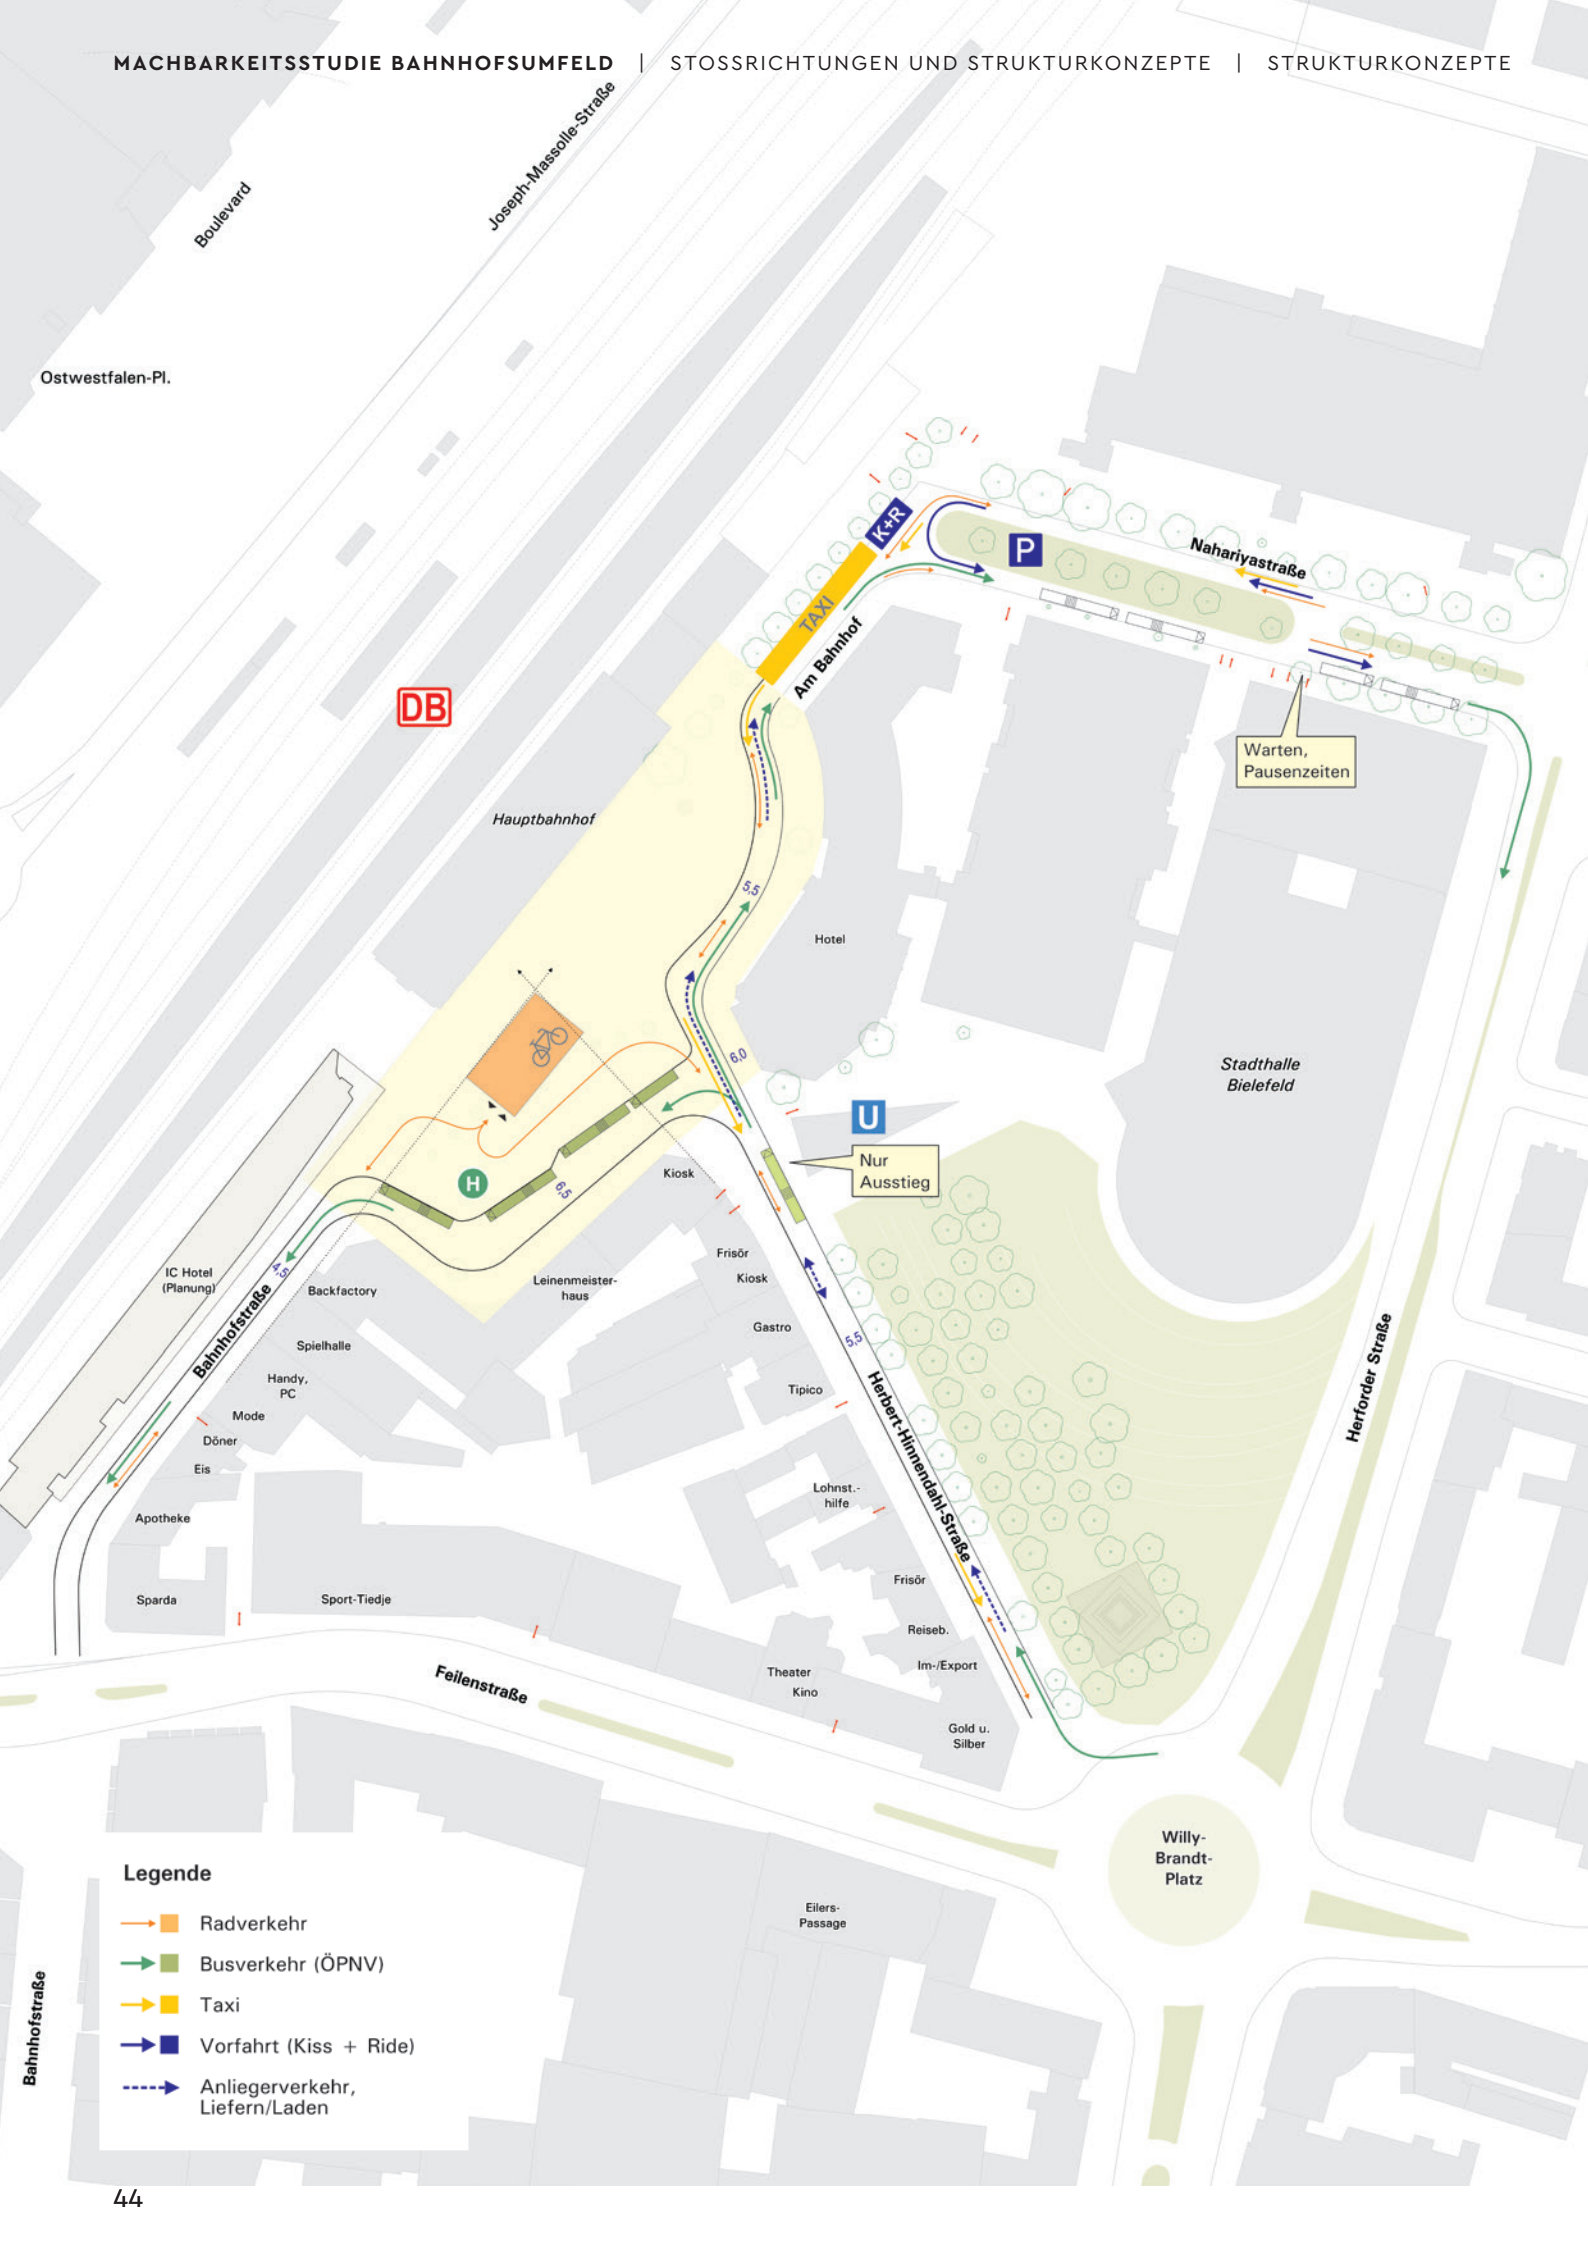 MACHBARKEITSSTUDIE BAHNHOFSUMFELD | STOSSRICHTUNGEN UND STRUKTURKONZEPTE | STRUKTURKONZEPTE
Joseph-Massolle-Straße
Boulevard
Ostwestfalen-Pl.
K+R
P
Nahariyastraße
TAXI
Am Bahnhof
DB
Warten,
Pausenzeiten
Hauptbahnhof
5,5
Hotel
6,0
Stadthalle
Bielefeld
U
Nur
Ausstieg
Kiosk
H
6,5
Frisör
Kiosk
IC Hotel
(Planung)
4,5
Backfactory
Leinenmeister-
haus
Gastro
5,5
Bahnhofstraße
Spielhalle
Handy,
PC
Tipico
Herbert-Hinnendahl-Straße
Herforder Straße
Mode
Döner
Eis
Lohnst.-
hilfe
Apotheke
Frisör
Sparda
Sport-Tiedje
Reiseb.
Im-/Export
Feilenstraße
Theater
Kino
Gold u.
Silber
Willy-
Brandt-
Platz
Legende
Eilers-
Passage
Radverkehr
Busverkehr (ÖPNV)
Taxi
Vorfahrt (Kiss + Ride)
Anliegerverkehr,
Liefern/Laden
Bahnhofstraße
44